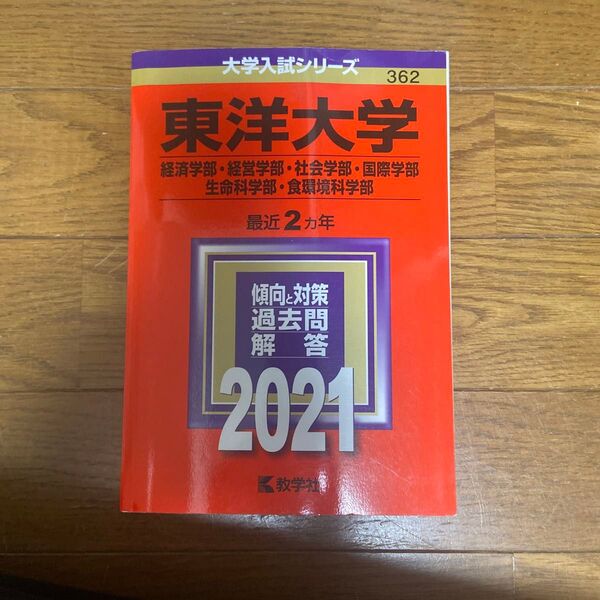 大学入試シリーズ
362
東洋大学
経済学部・経営学部・社会学部・国際学部
生命科学部・食環境科学部
最近2カ年
傾向と対策
過去問
解答
2021
教学社